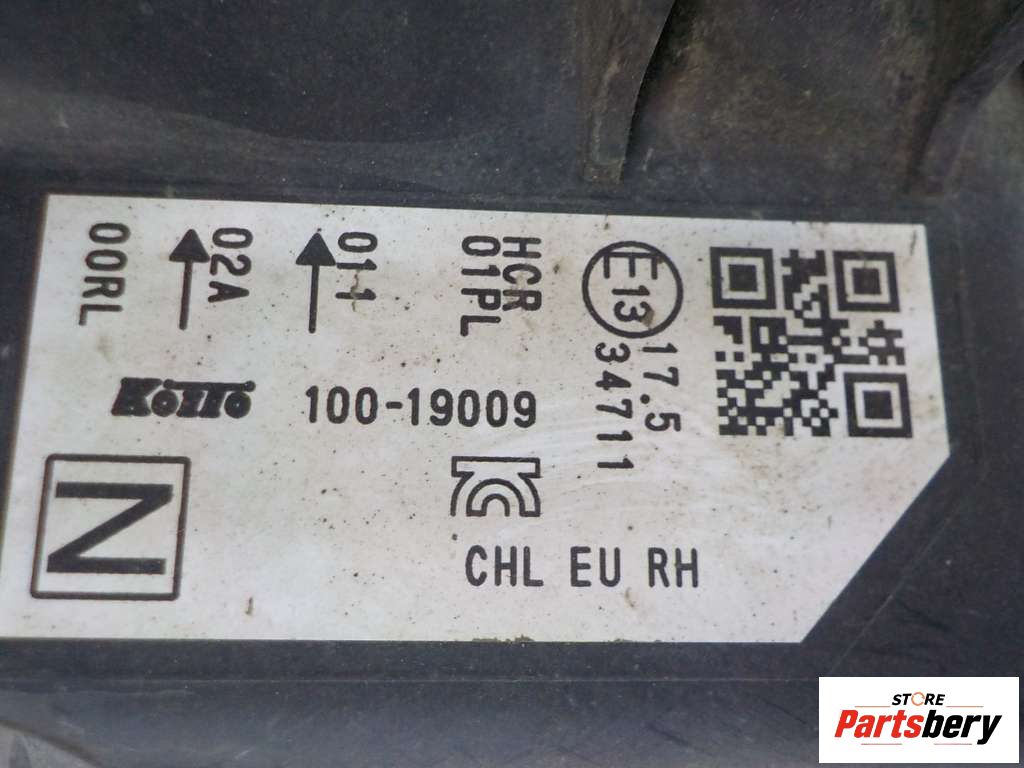 00RL
02A
011
HCR
01PL
E13
17.5
34711
KOITO
100-19009
N
CHL EU RH
STORE
Partsbery